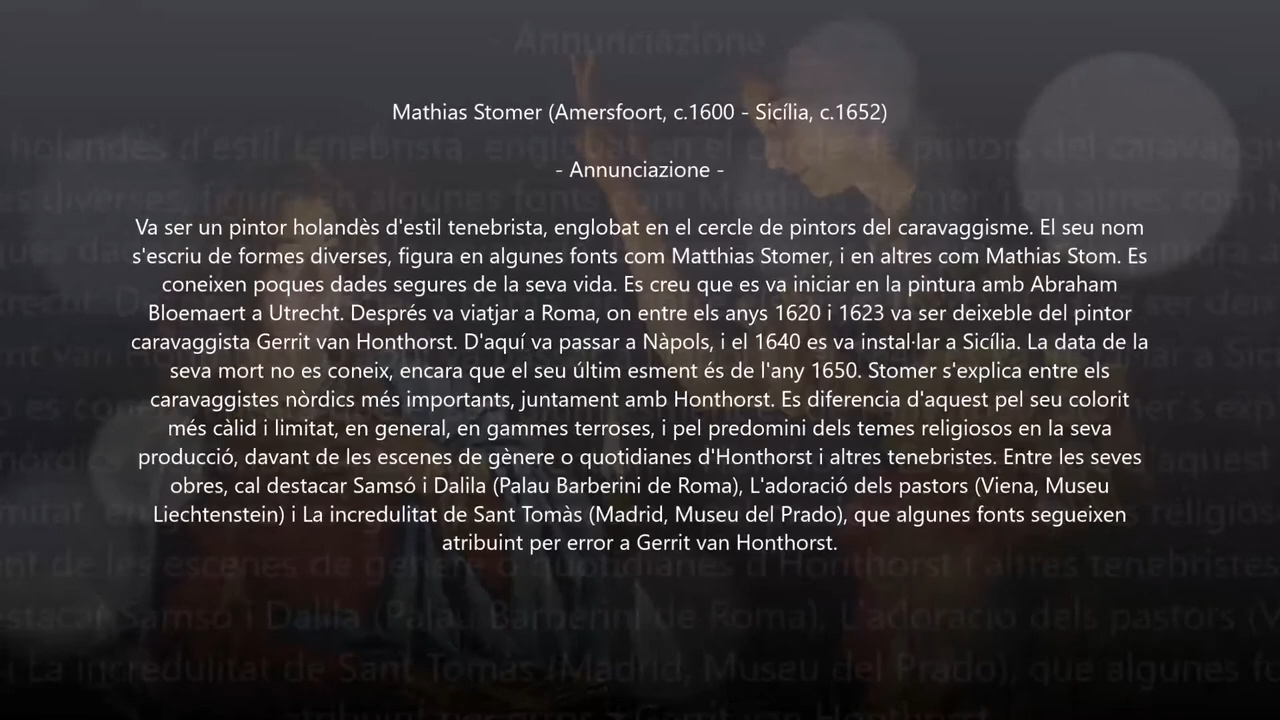 Mathias Stomer (Amersfoort, c.1600 - Sicília, c.1652)
- Annunciazione -
Va ser un pintor holandès d'estil tenebrista, englobat en el cercle de pintors del caravaggisme. El seu nom
s'escriu de formes diverses, figura en algunes fonts com Matthias Stomer, i en altres com Mathias Stom. Es
coneixen poques dades segures de la seva vida. Es creu que es va iniciar en la pintura amb Abraham
Bloemaert a Utrecht. Després va viatjar a Roma, on entre els anys 1620 i 1623 va ser deixeble del pintor
caravaggista Gerrit van Honthorst. D'aquí va passar a Nàpols, i el 1640 es va instal·lar a Sicília. La data de la
seva mort no es coneix, encara que el seu últim esment és de l'any 1650. Stomer s'explica entre els
caravaggistes nòrdics més importants, juntament amb Honthorst. Es diferencia d'aquest pel seu colorit
més càlid i limitat, en general, en gammes terroses, i pel predomini dels temes religiosos en la seva
producció, davant de les escenes de gènere o quotidianes d'Honthorst i altres tenebristes. Entre les seves
obres, cal destacar Samsó i Dalila (Palau Barberini de Roma), L'adoració dels pastors (Viena, Museu
Liechtenstein) i La incredulitat de Sant Tomàs (Madrid, Museu del Prado), que algunes fonts segueixen
atribuint per error a Gerrit van Honthorst.